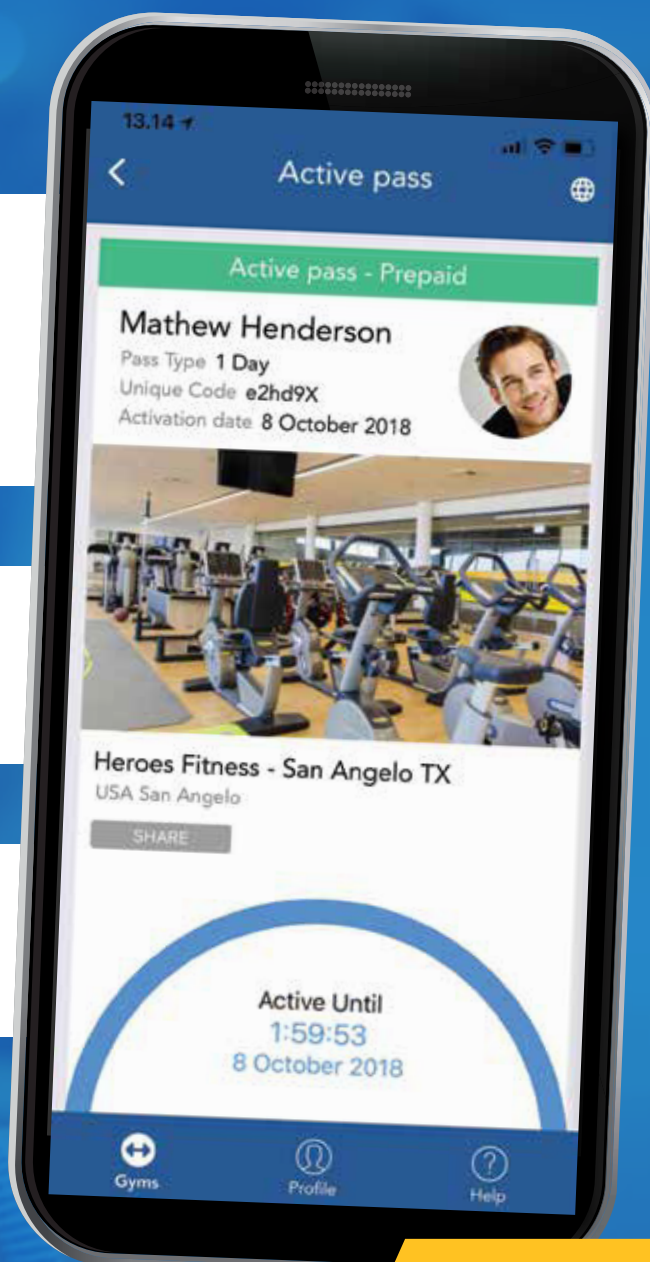 13.14
Active pass
Active pass - Prepaid
Mathew Henderson
Pass Type 1 Day
Unique Code e2hd9X
Activation date 8 October 2018
Heroes Fitness - San Angelo TX
USA San Angelo
SHARE
Active Until
1:59:53
8 October 2018
Gyms
Profile
Help